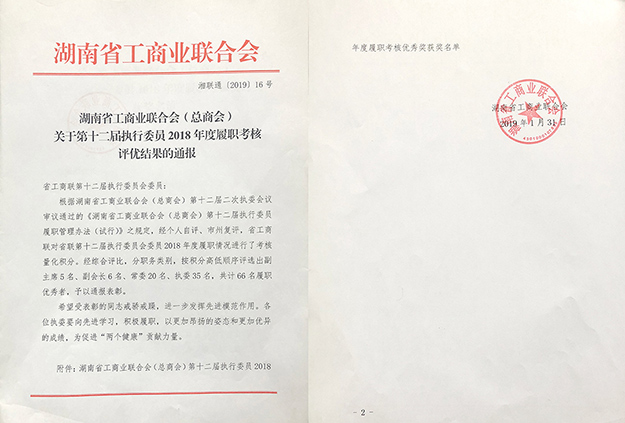 湖南省工商业联合会
湘联通〔2019〕16号
湖南省工商业联合会（总商会）
关于第十二届执行委员2018年度履职考核
评优结果的通报
省工商联第十二届执行委员会委员：
根据湖南省工商业联合会（总商会）第十二届二次执委会议
审议通过的《湖南省工商业联合会（总商会）第十二届执行委员
履职管理办法（试行）》之规定，经个人自评、市州复评，省工商
联对省联第十二届执行委员会委员2018年度履职情况进行了考核
量化积分。经综合评比，分职务类别，按积分高低顺序评选出副
主席5名、副会长6名、常委20名、执委35名，共计66名履职
优秀者，予以通报表彰。
希望受表彰的同志戒骄戒躁，进一步发挥先进模范作用。各
位执委要向先进学习，积极履职，以更加昂扬的姿态和更加优异
的成绩，为促进“两个健康”贡献力量。
附件：湖南省工商业联合会（总商会）第十二届执行委员2018
年度履职考核优秀奖获奖名单
湖南省工商业联合会
湖南省工商业联合会
2019年1月31日
- 2 -